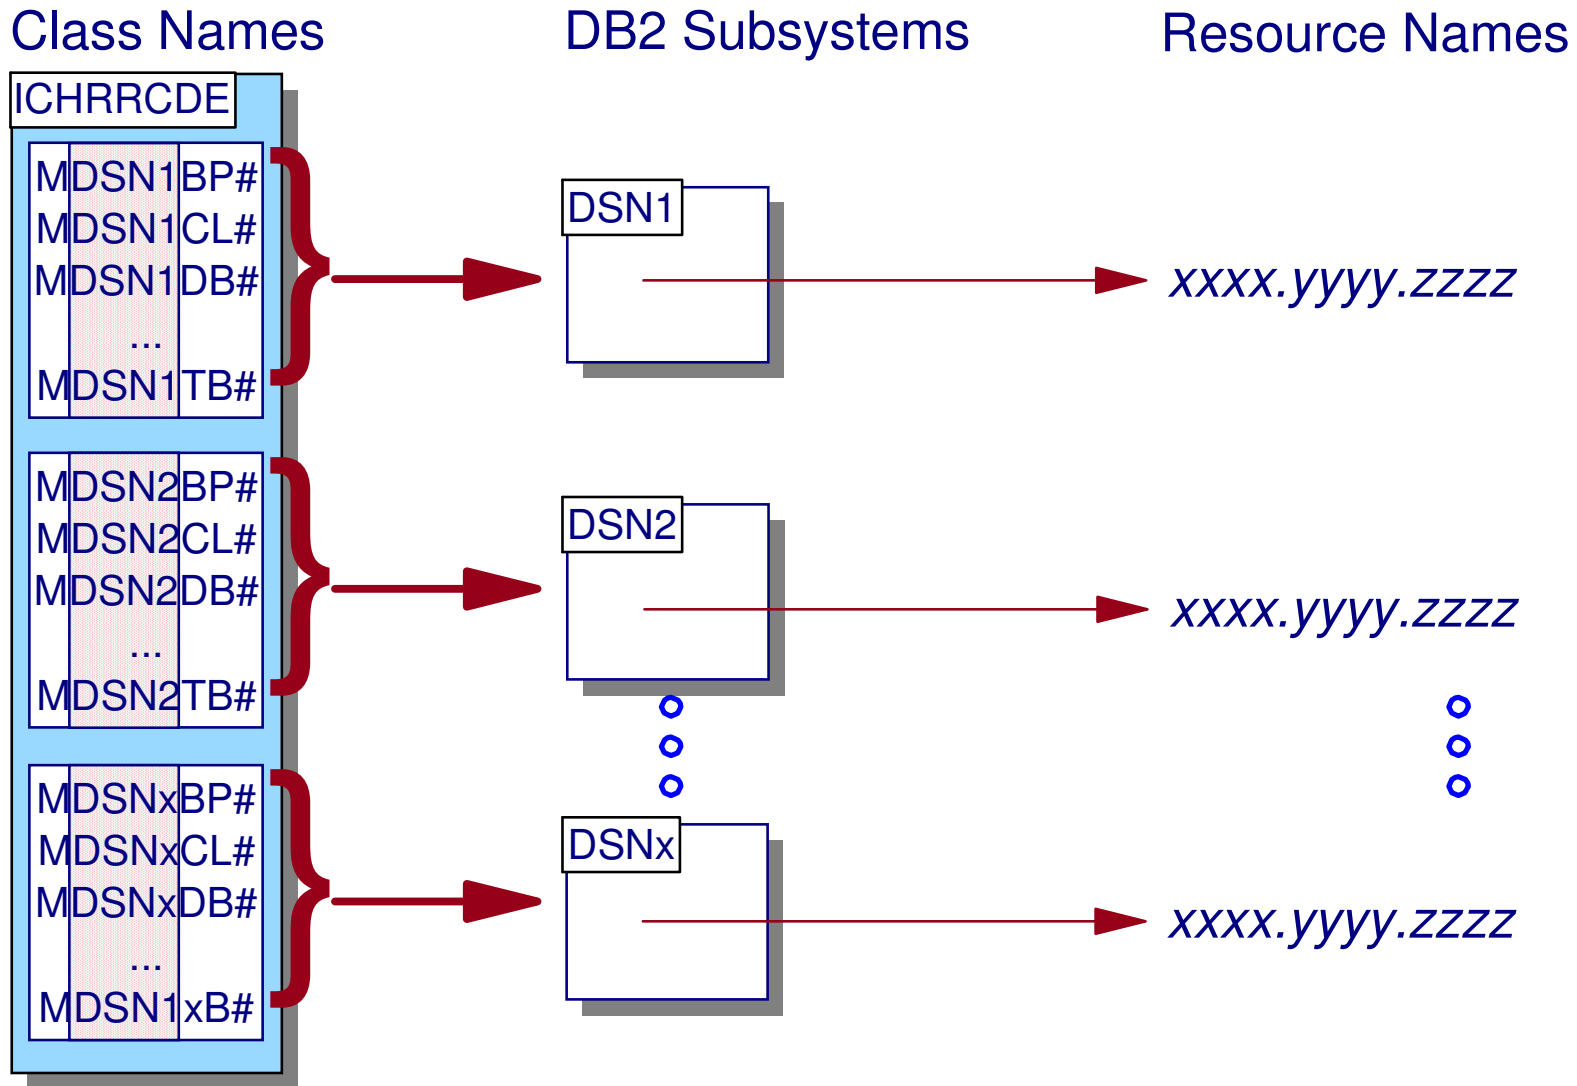 Class Names
DB2 Subsystems
Resource Names
ICHRRCDE
MDSN1BP#
MDSN1CL#
MDSN1DB#
...
MDSN1TB#
DSN1
xxxx.yyyy.zzzz
MDSN2BP#
MDSN2CL#
MDSN2DB#
...
MDSN2TB#
DSN2
xxxx.yyyy.zzzz
MDSNxBP#
MDSNxCL#
MDSNxDB#
...
MDSN1xB#
DSNx
xxxx.yyyy.zzzz